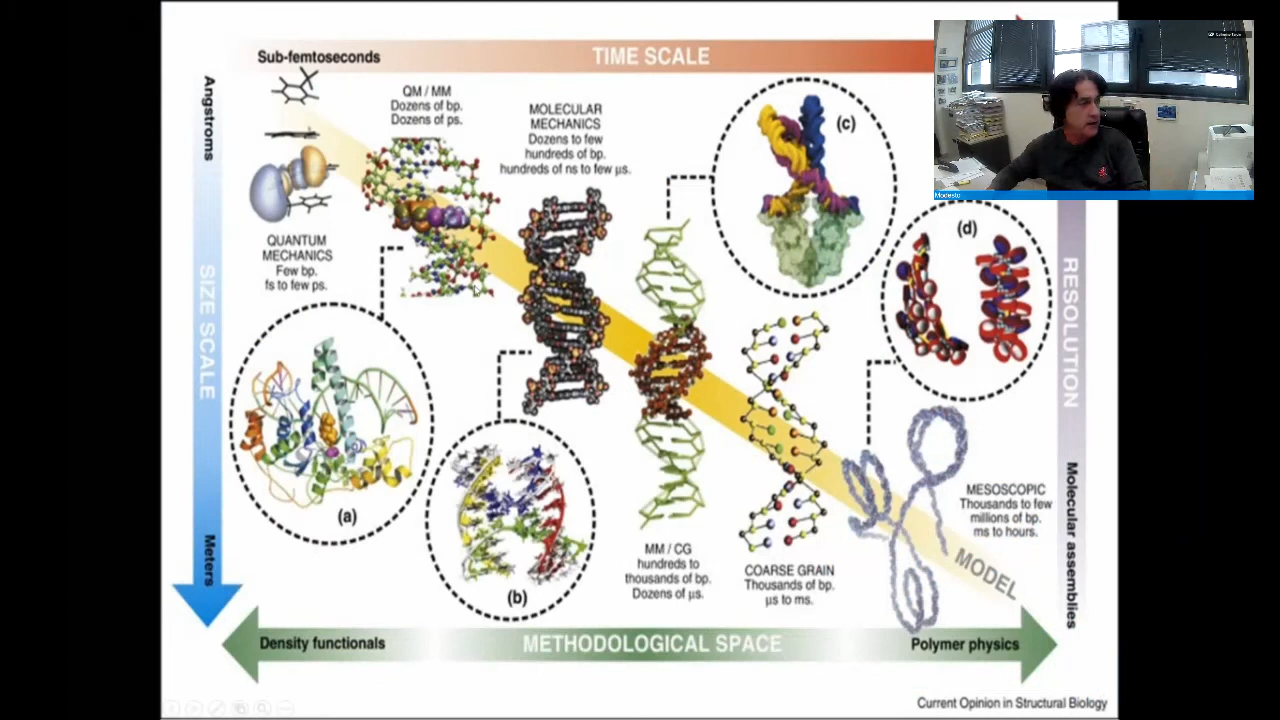 Sub-femtoseconds
TIME SCALE
Angstroms
SIZE SCALE
Meters
QM / MM
Dozens of bp.
Dozens of ps.
MOLECULAR
MECHANICS
Dozens to few
hundreds of bp.
hundreds of ns to few µs.
QUANTUM
MECHANICS
Few bp.
fs to few ps.
(a)
(b)
(c)
(d)
Modesto
RESOLUTION
Molecular assemblies
MM / CG
hundreds to
thousands of bp.
Dozens of µs.
COARSE GRAIN
Thousands of bp.
µs to ms.
MESOSCOPIC
Thousands to few
millions of bp.
ms to hours.
MODEL
Density functionals
METHODOLOGICAL SPACE
Polymer physics
Current Opinion in Structural Biology